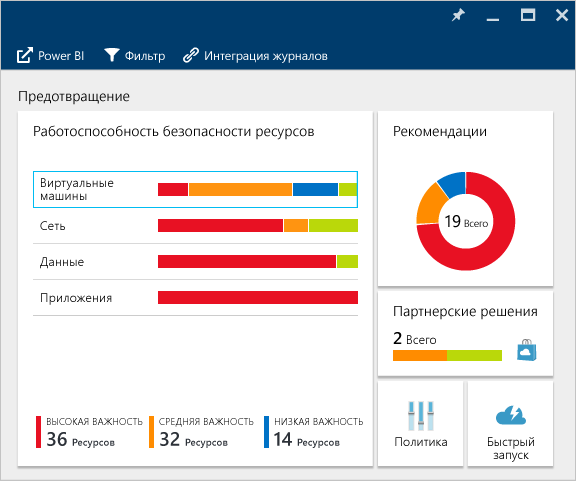 Power BI
Фильтр
Интеграция журналов
Предотвращение
Работоспособность безопасности ресурсов
Виртуальные
машины
Сеть
Данные
Приложения
ВЫСОКАЯ ВАЖНОСТЬ
36 Ресурсов
СРЕДНЯЯ ВАЖНОСТЬ
32 Ресурсов
НИЗКАЯ ВАЖНОСТЬ
14 Ресурсов
Рекомендации
19 Всего
Партнерские решения
2 Всего
Политика
Быстрый
запуск